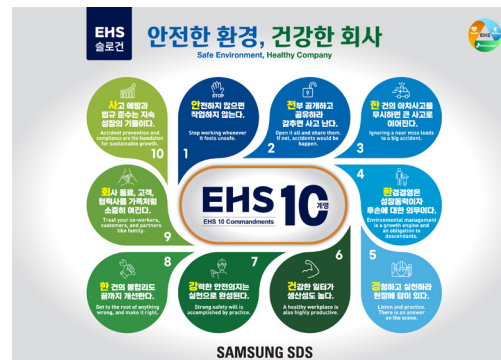 EHS
슬로건
안전한 환경, 건강한 회사
Safe Environment, Healthy Company
EHS
안전하지 않으면
작업하지 않는다.
Stop working whenever
it feels unsafe.
1
전부 공개하고
공유하라
감추면 사고 난다.
Open it all and share them.
If not, accidents would be
happen.
2
한 건의 아차사고를
무시하면 큰 사고로
이어진다.
Ignoring a near miss leads
to a big accident.
3
4
환경경영은
성장동력이자
후손에 대한 의무이다.
Environmental management
is a growth engine and
an obligation to
descendants.
5
경청하고 실천하라
현장에 답이 있다.
Listen and practice.
There is an answer
on the scene.
6
건강한 일터가
생산성도 높다.
A healthy workplace is
also highly productive.
7
강력한 안전의지는
실천으로 완성된다.
Strong safety will is
accomplished by practice.
8
한 건의 불합리도
끝까지 개선한다.
Get to the root of anything
wrong, and make it right.
회사 동료, 고객,
협력사를 가족처럼
소중히 여긴다.
Treat your co-workers,
customers, and partners
like family.
9
사고 예방과
법규 준수는 지속
성장의 가름이다.
Accident prevention and
compliance are the foundation
for sustainable growth.
10
EHS 10 계명
EHS 10 Commandments
SAMSUNG SDS